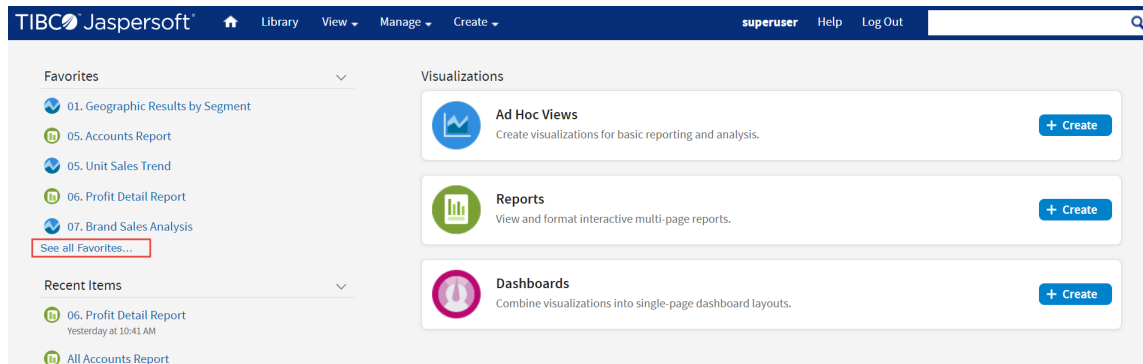 TIBCO Jaspersoft® Library View Manage Create superuser Help Log Out
Favorites
01. Geographic Results by Segment
05. Accounts Report
05. Unit Sales Trend
06. Profit Detail Report
07. Brand Sales Analysis
See all Favorites...
Recent Items
06. Profit Detail Report
Yesterday at 10:41 AM
All Accounts Report
Visualizations
Ad Hoc Views
Create visualizations for basic reporting and analysis.
+ Create
Reports
View and format interactive multi-page reports.
+ Create
Dashboards
Combine visualizations into single-page dashboard layouts.
+ Create